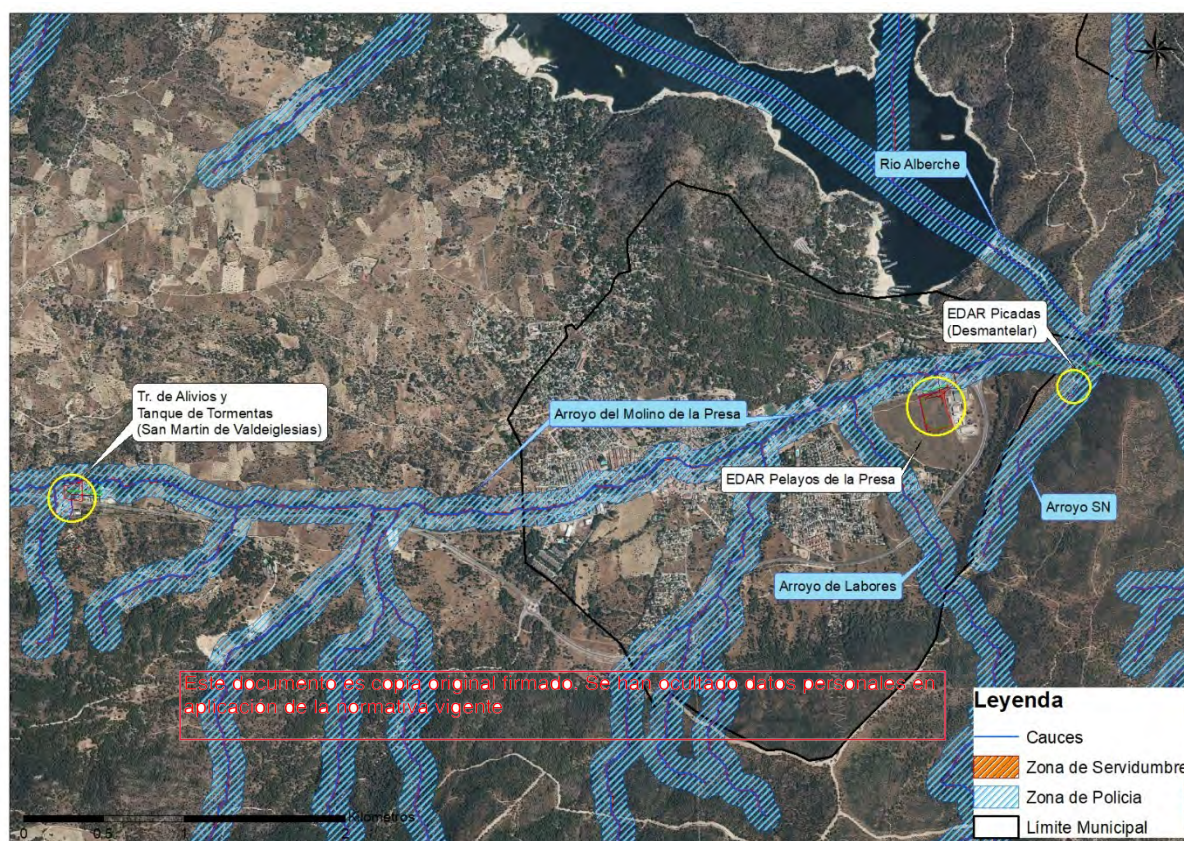 Rio Alberche
EDAR Picadas
(Desmantelar)
Tr. de Alivios y
Tanque de Tormentas
(San Martin de Valdeiglesias)
Arroyo del Molino de la Presa
EDAR Pelayos de la Presa
Arroyo SN
Arroyo de Labores
Este documento es copia original firmado. Se han ocultado datos personales en
aplicación de la normativa vigente
Leyenda
Cauces
Zona de Servidumbre
Zona de Policia
Límite Municipal
Kilómetros
0 0.5 1 2